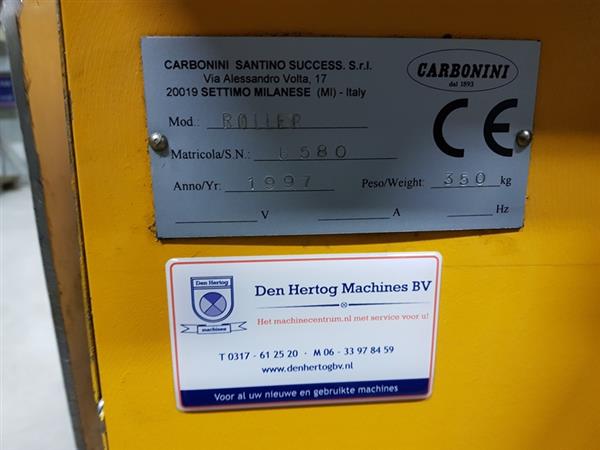 CARBONINI SANTINO SUCCESS. S.r.l.
Via Alessandro Volta, 17
20019 SETTIMO MILANESE (MI) - Italy
CARBONINI
dal 1893
CE
Mod.: ROLLER
Matricola/S.N.: 6580
Anno/Yr: 1997 Peso/Weight: 350 kg
V A Hz
Den Hertog
machines
Den Hertog Machines BV
Het machinecentrum.nl met service voor u!
T 0317 - 61 25 20 - M 06 - 33 97 84 59
www.denhertogbv.nl
Voor al uw nieuwe en gebruikte machines